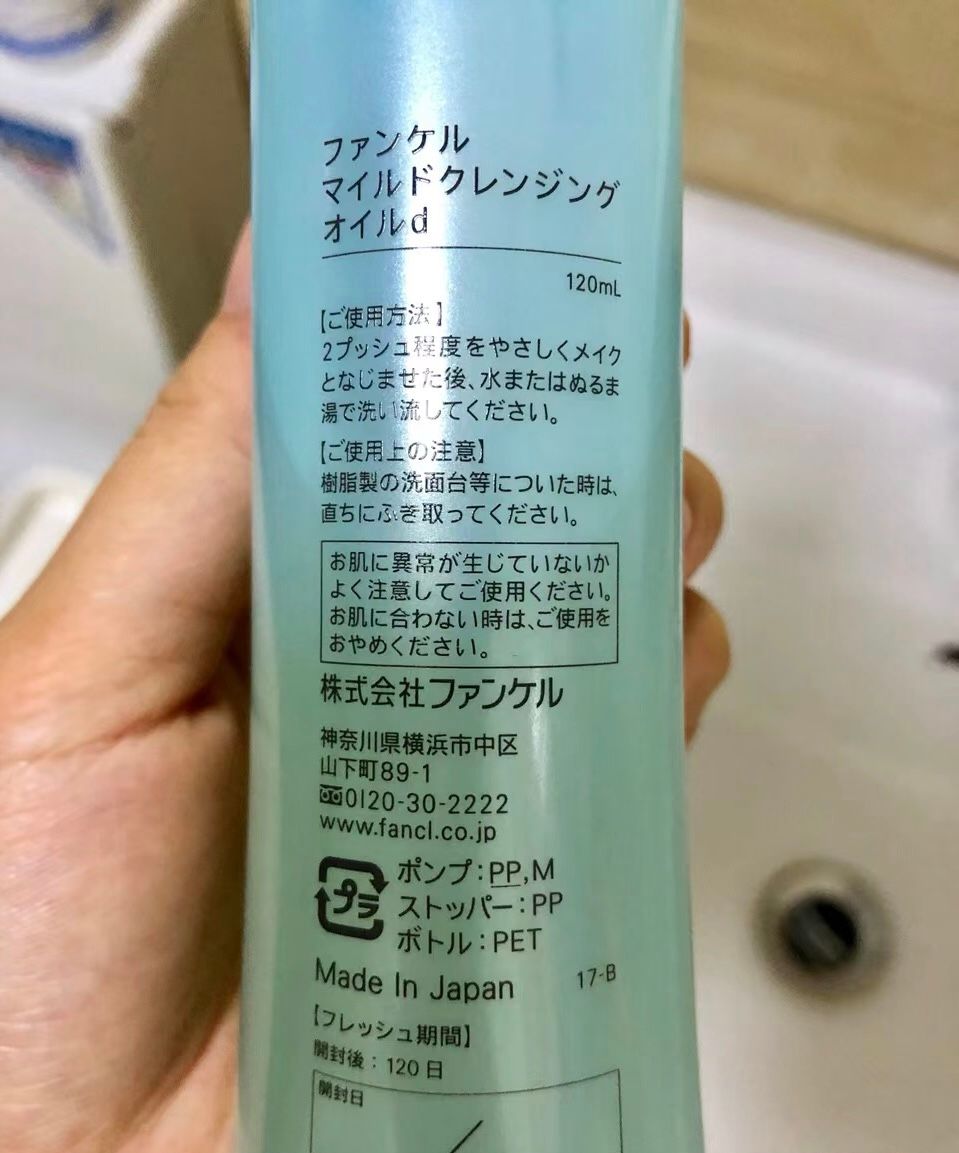 ファンケル
マイルドクレンジング
オイルd
120mL
【ご使用方法】
2プッシュ程度をやさしくメイク
となじませた後、水またはぬるま
湯で洗い流してください。
【ご使用上の注意】
樹脂製の洗面台等についた時は、
直ちにふき取ってください。
お肌に異常が生じていないか
よく注意してご使用ください。
お肌に合わない時は、ご使用を
おやめください。
株式会社ファンケル
神奈川県横浜市中区
山下町89-1
0120-30-2222
www.fancl.co.jp
プラ
ポンプ:PP,M
ストッパー:PP
ボトル:PET
Made In Japan
17-B
【フレッシュ期間】
開封後:120日
開封日